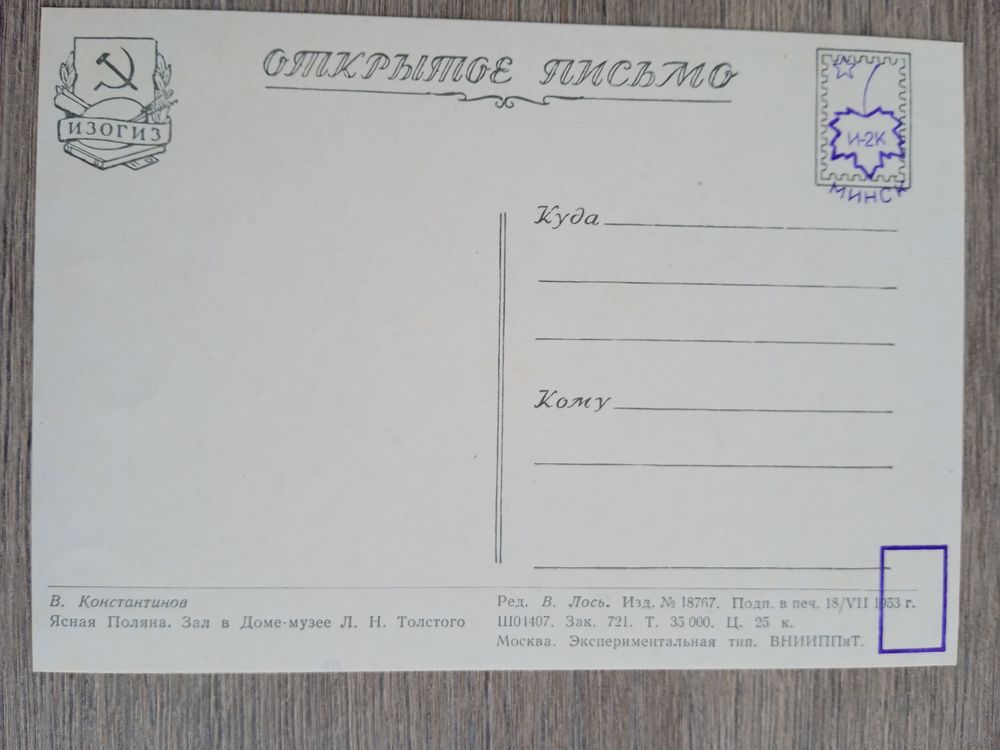 ОТКРЫТОЕ ПИСЬМО
ИЗОГИЗ
И-2К
МИНСК
Куда
Кому
В. Константинов
Ясная Поляна. Зал в Доме-музее Л. Н. Толстого
Ред. В. Лось. Изд. № 18767. Подп. в печ. 18/VII 1953 г.
Ш01407. Зак. 721. Т. 35 000. Ц. 25 к.
Москва. Экспериментальная тип. ВНИИППиТ.